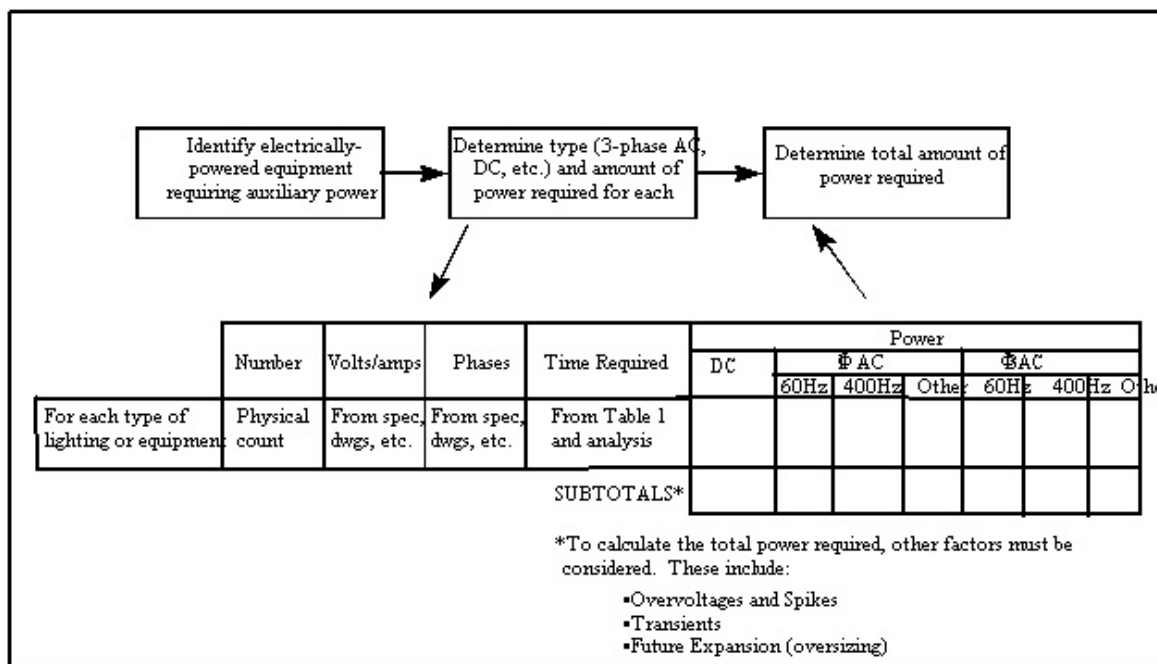 Identify electrically-
powered equipment
requiring auxiliary power
Determine type (3-phase AC,
DC, etc.) and amount of
power required for each
Determine total amount of
power required
Number
Volts/amps
Phases
Time Required
Power
DC
Φ AC
Φ3AC
60Hz
400Hz
Other
60Hz
400Hz
Othe
For each type of
lighting or equipment
Physical
count
From spec,
dwgs, etc.
From spec,
dwgs, etc.
From Table 1
and analysis
SUBTOTALS*
*To calculate the total power required, other factors must be
considered. These include:
▪Overvoltages and Spikes
▪Transients
▪Future Expansion (oversizing)